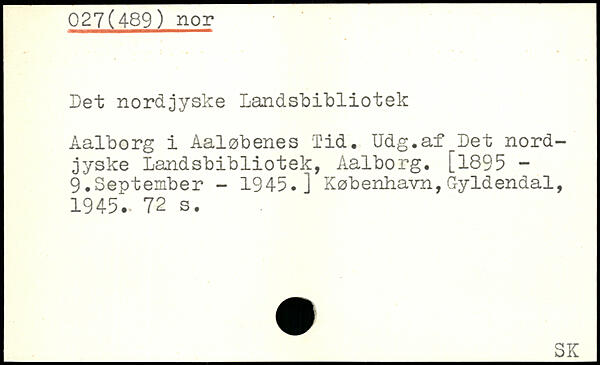 027(489) nor
Det nordjyske Landsbibliotek
Aalborg i Aaløbenes Tid. Udg.af Det nord-
jyske Landsbibliotek, Aalborg. [1895 -
9.September - 1945.] København,Gyldendal,
1945. 72 s.
SK